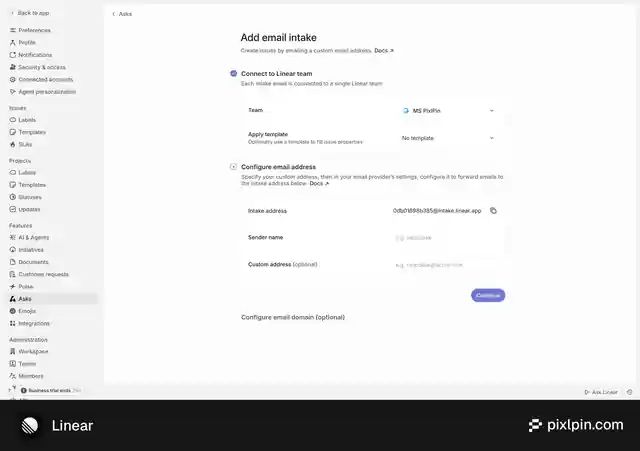 Back to app
Preferences
Profile
Notifications
Security & access
Connected accounts
Agent personalization
Issues
Labels
Templates
SLAs
Projects
Labels
Templates
Statuses
Updates
Features
AI & Agents
Initiatives
Documents
Customer requests
Pulse
Asks
Emojis
Integrations
Administration
Workspace
Teams
Members
Business trial ends
Asks
Add email intake
Create issues by emailing a custom email address. Docs ↗
Connect to Linear team
Each intake email is connected to a single Linear team
Team
MS PixlPin
Apply template
Optionally use a template to fill issue properties
No template
Configure email address
Specify your custom address, then in your email provider's settings, configure it to forward emails to
the intake address below. Docs ↗
Intake address
0db01898b385@intake.linear.app
Sender name
Custom address (optional)
Continue
Configure email domain (optional)
Ask Linear
Linear
pixlpin.com